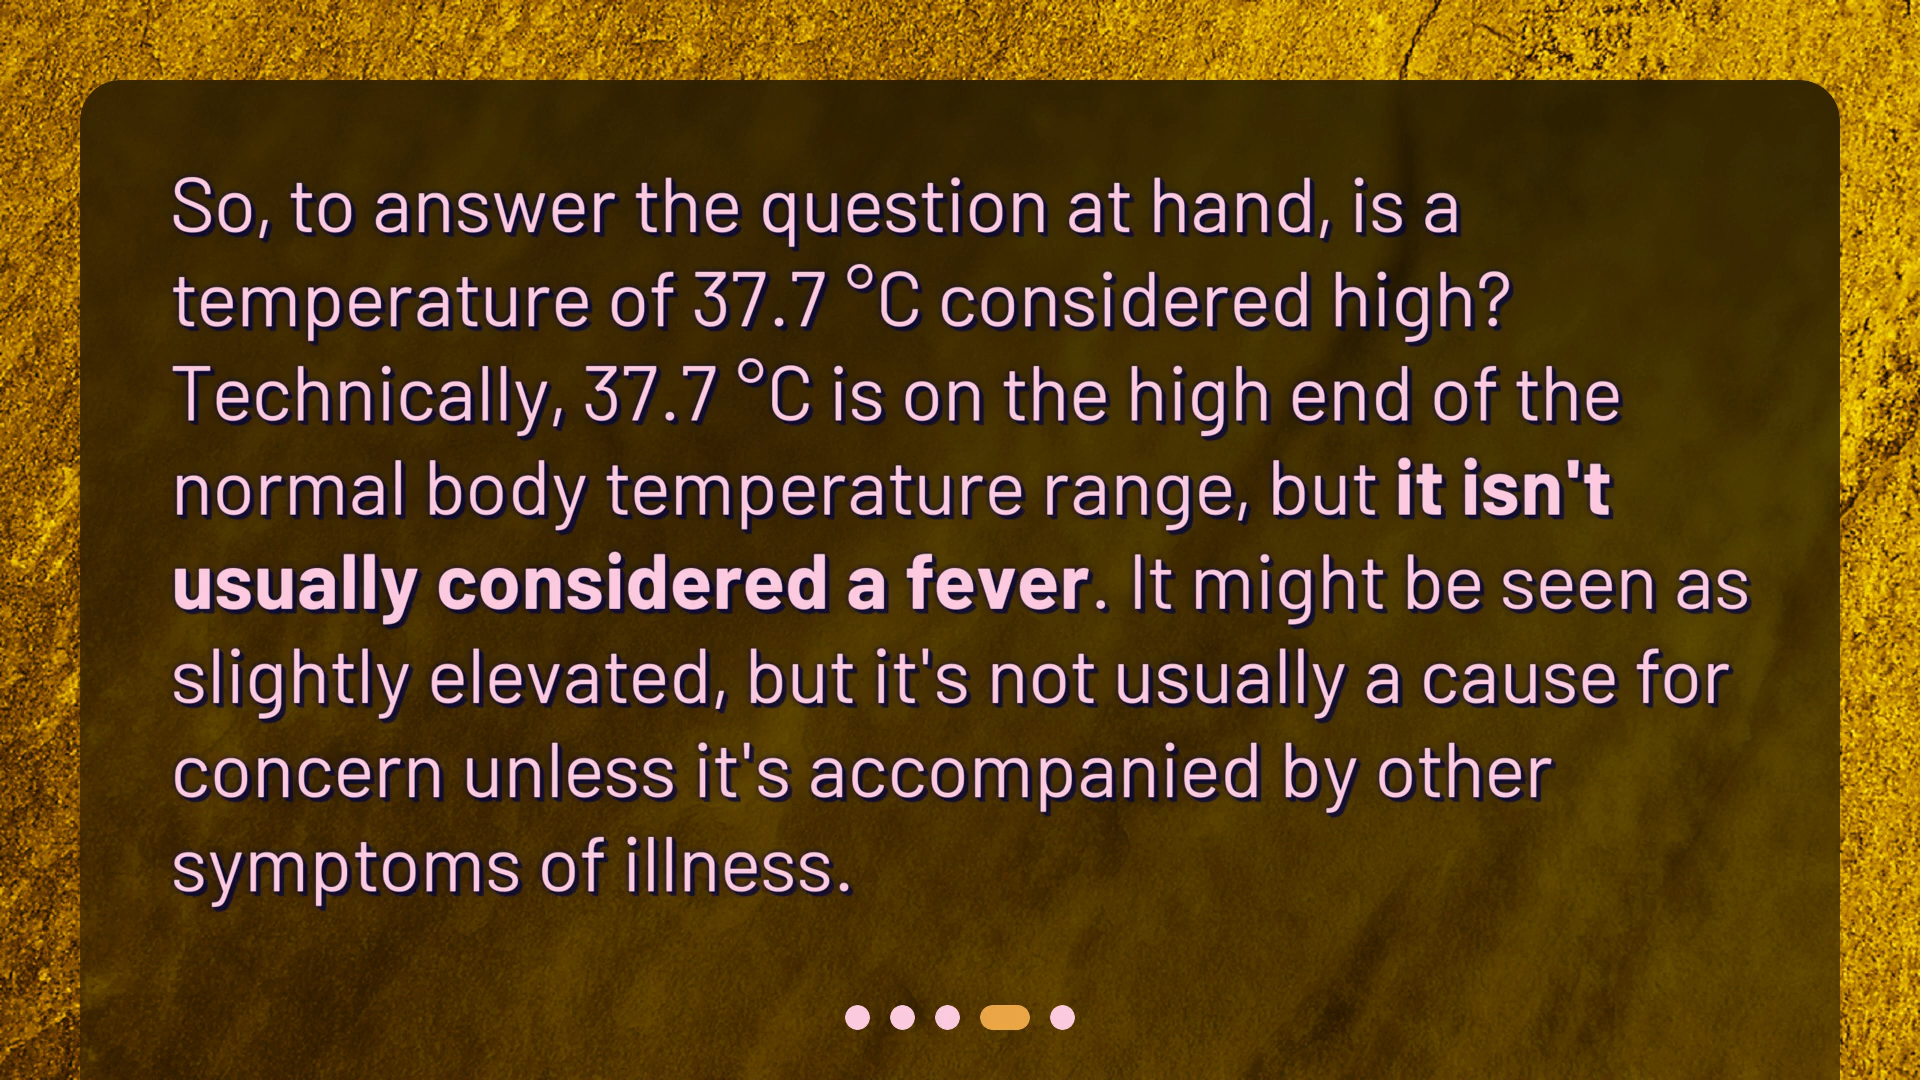 So, to answer the question at hand, is a
temperature of 37.7 °C considered high?
Technically, 37.7 °C is on the high end of the
normal body temperature range, but it isn't
usually considered a fever. It might be seen as
slightly elevated, but it's not usually a cause for
concern unless it's accompanied by other
symptoms of illness.